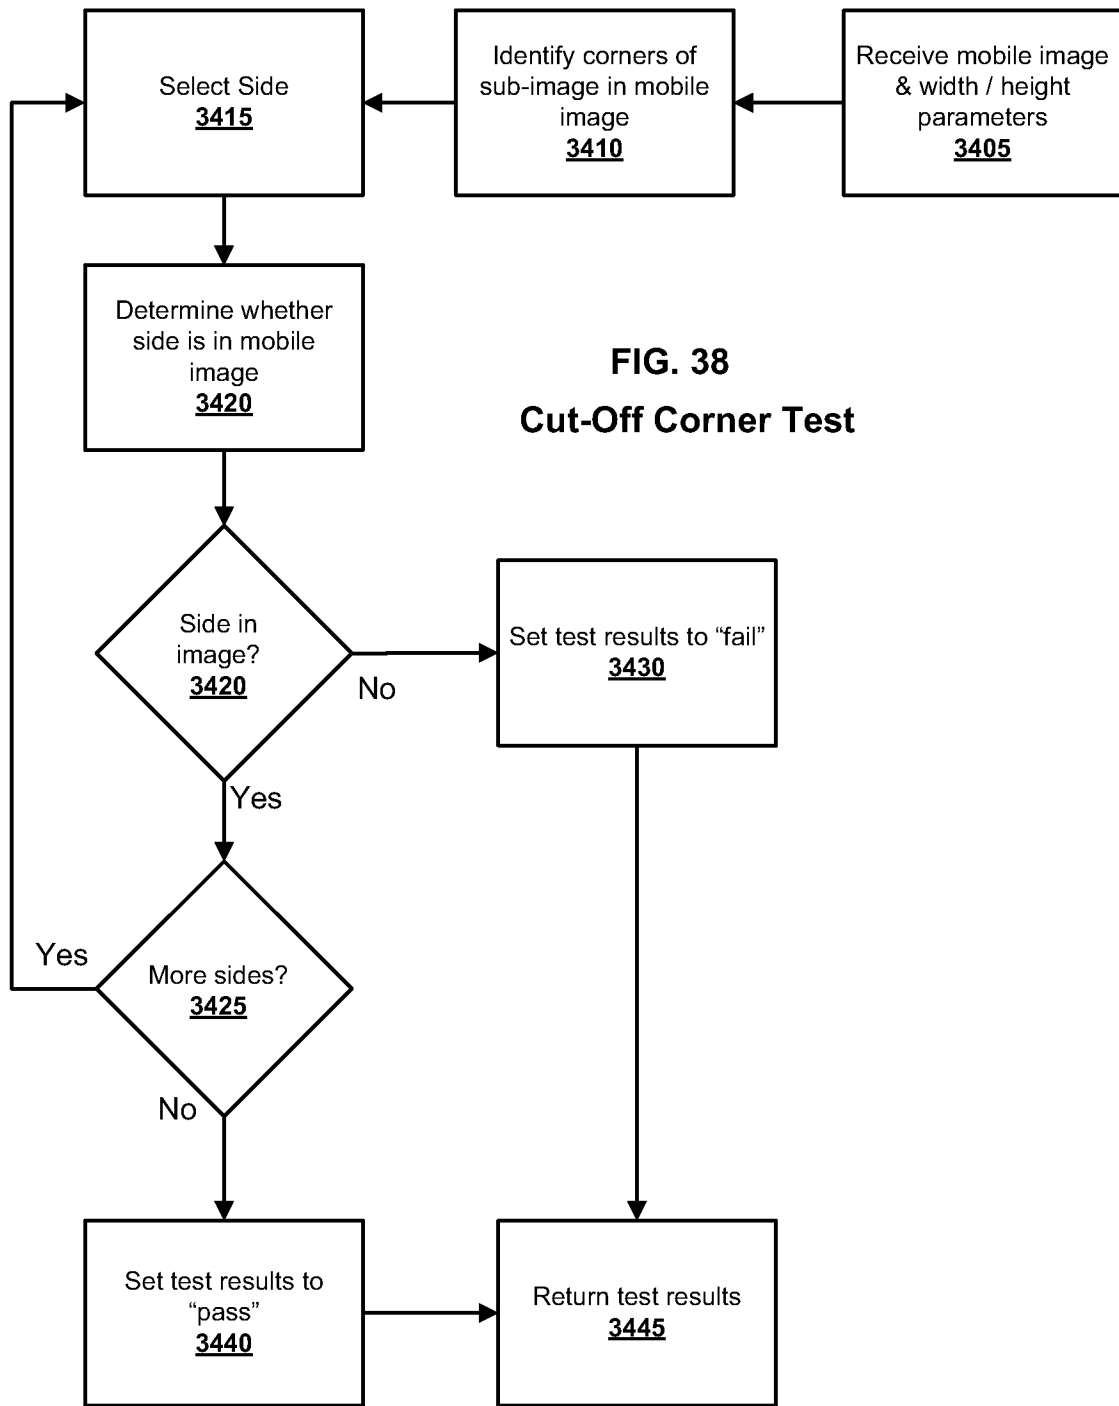 Receive mobile image
& width / height
parameters
3405
Identify corners of
sub-image in mobile
image
3410
Select Side
3415
Determine whether
side is in mobile
image
3420
FIG. 38
Cut-Off Corner Test
Side in
image?
3420
No
Set test results to “fail”
3430
Yes
More sides?
3425
Yes
No
Set test results to
“pass”
3440
Return test results
3445